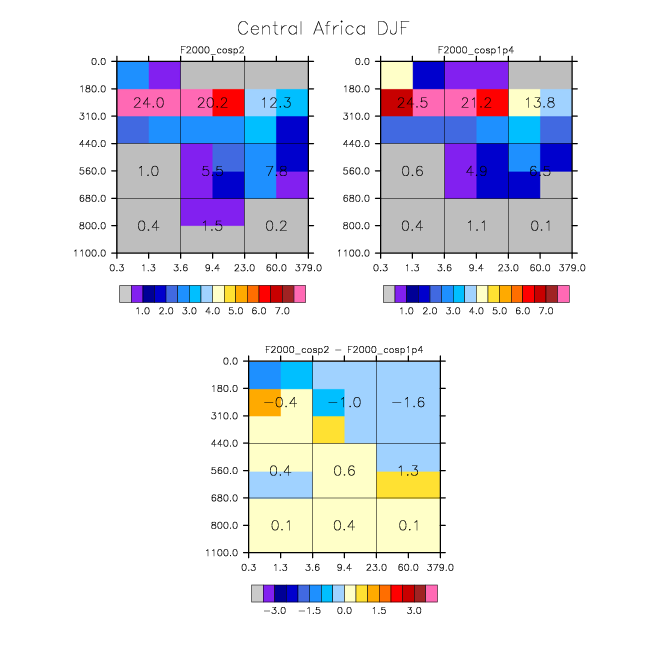 Central Africa DJF
F2000_cosp2
F2000_cosp1p4
0.0
180.0
310.0
440.0
560.0
680.0
800.0
1100.0
24.0 20.2 12.3
1.0 5.5 7.8
0.4 1.5 0.2
0.3 1.3 3.6 9.4 23.0 60.0 379.0
1.0 2.0 3.0 4.0 5.0 6.0 7.0
0.0
180.0
310.0
440.0
560.0
680.0
800.0
1100.0
24.5 21.2 13.8
0.6 4.9 6.5
0.4 1.1 0.1
0.3 1.3 3.6 9.4 23.0 60.0 379.0
1.0 2.0 3.0 4.0 5.0 6.0 7.0
F2000_cosp2 − F2000_cosp1p4
0.0
180.0
310.0
440.0
560.0
680.0
800.0
1100.0
−0.4 −1.0 −1.6
0.4 0.6 1.3
0.1 0.4 0.1
0.3 1.3 3.6 9.4 23.0 60.0 379.0
−3.0 −1.5 0.0 1.5 3.0